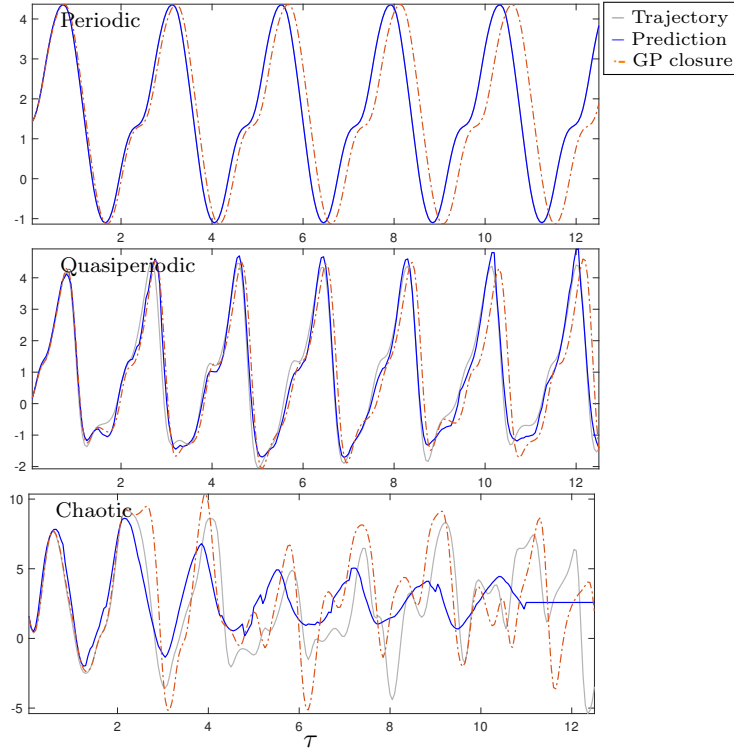 Periodic
Trajectory
Prediction
GP closure
4
3
2
1
0
-1
2 4 6 8 10 12
Quasiperiodic
4
3
2
1
0
-1
-2
2 4 6 8 10 12
Chaotic
10
5
0
-5
2 4 6 8 10 12
τ